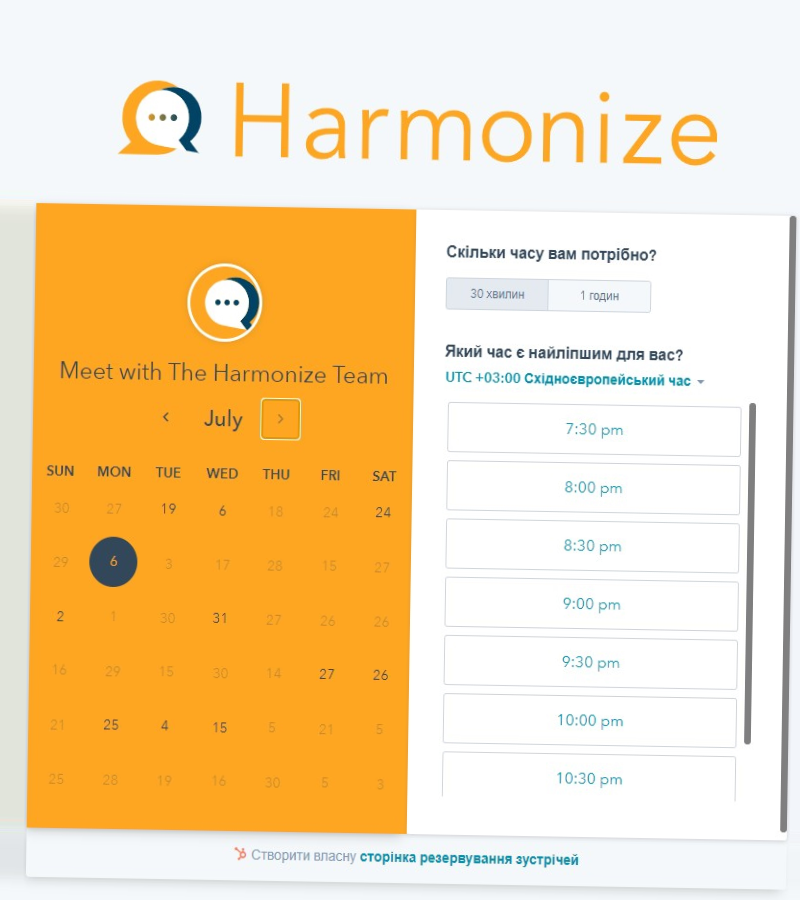 Harmonize
Meet with The Harmonize Team
July
SUN MON TUE WED THU FRI SAT
30 27 19 6 18 24 24
29 6 3 17 28 15 27
2 1 30 31 27 26 26
16 29 15 30 14 27 26
21 25 4 15 5 21 5
25 28 19 16 30 5 3
Скільки часу вам потрібно?
30 хвилин 1 годин
Який час є найліпшим для вас?
UTC +03:00 Східноєвропейський час
7:30 pm
8:00 pm
8:30 pm
9:00 pm
9:30 pm
10:00 pm
10:30 pm
Створити власну сторінка резервування зустрічей